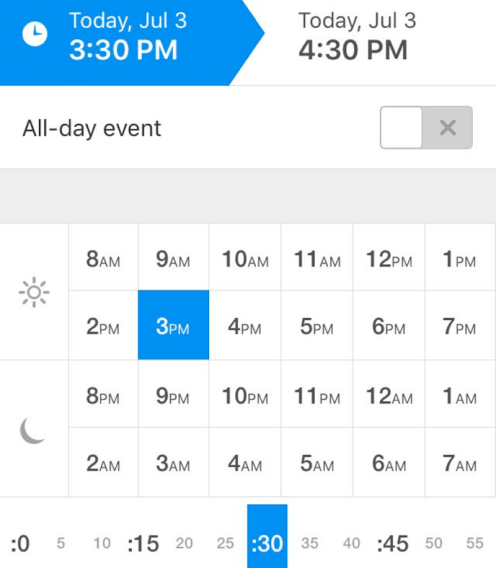 Today, Jul 3 Today, Jul 3
3:30 PM 4:30 PM
All-day event
8AM 9AM 10AM 11AM 12PM 1PM
2PM 3PM 4PM 5PM 6PM 7PM
8PM 9PM 10PM 11PM 12AM 1AM
2AM 3AM 4AM 5AM 6AM 7AM
:0 5 10 :15 20 25 :30 35 40 :45 50 55